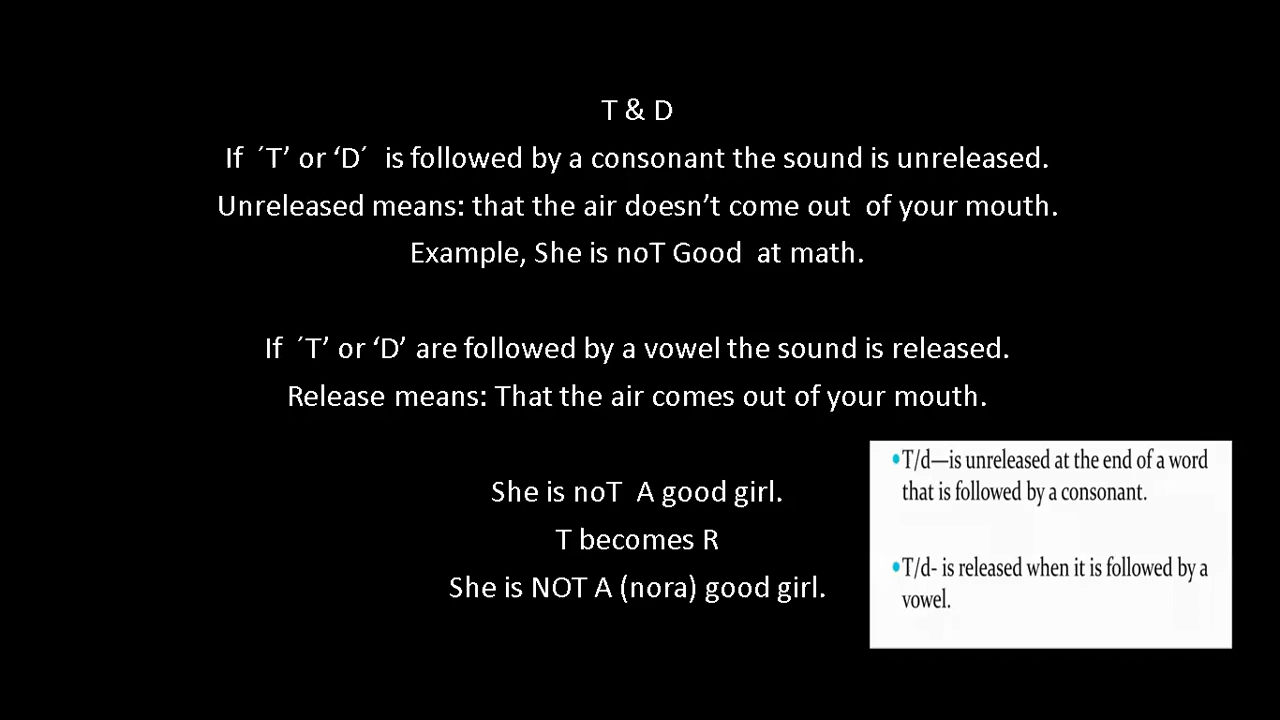 T & D
If ´T’ or ‘D´ is followed by a consonant the sound is unreleased.
Unreleased means: that the air doesn’t come out of your mouth.
Example, She is noT Good at math.
If ´T’ or ‘D’ are followed by a vowel the sound is released.
Release means: That the air comes out of your mouth.
She is noT A good girl.
T becomes R
She is NOT A (nora) good girl.
•T/d—is unreleased at the end of a word
that is followed by a consonant.
•T/d- is released when it is followed by a
vowel.